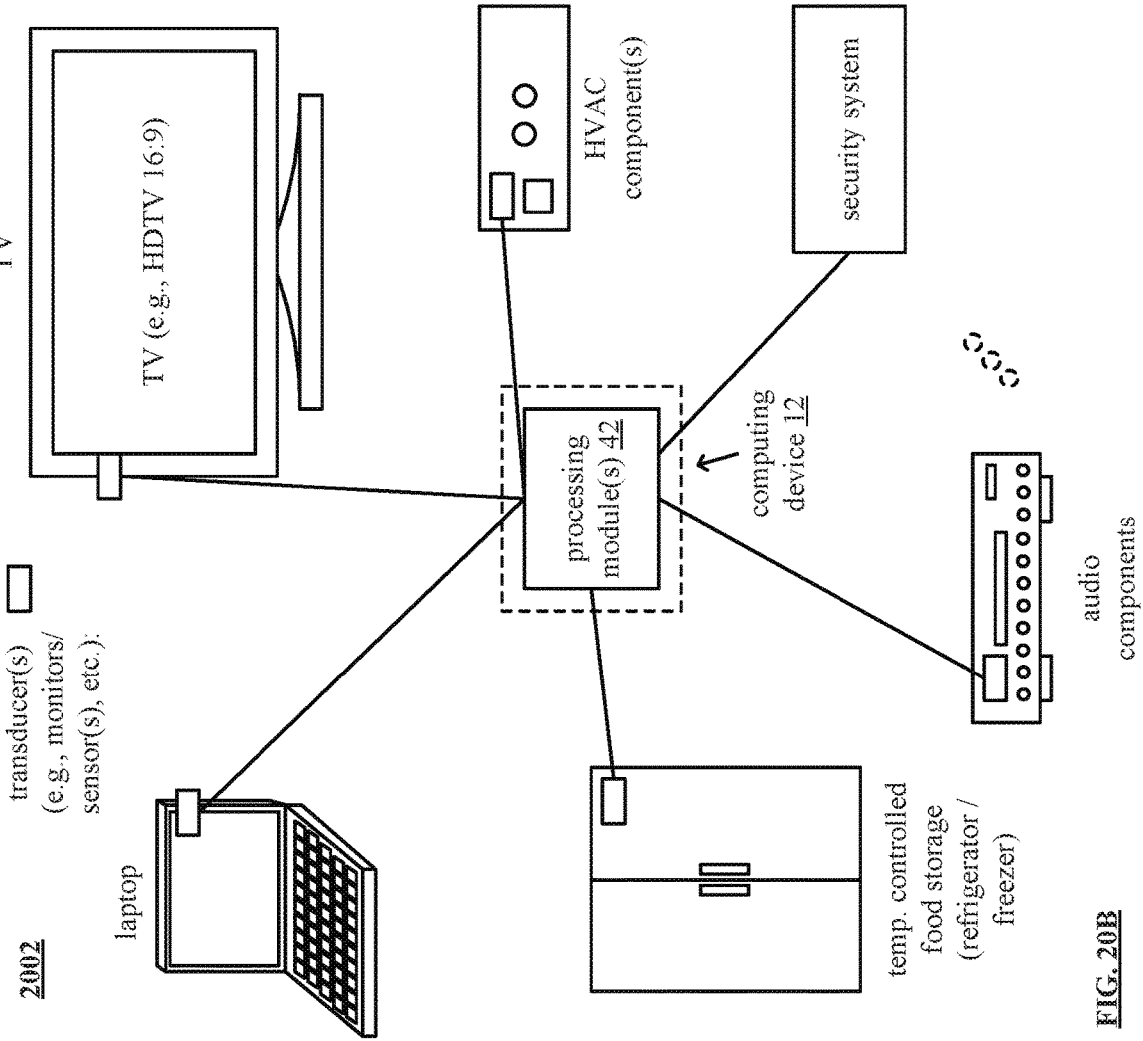 2002
transducer(s)
(e.g., monitors/
sensor(s), etc.):
TV
laptop
TV (e.g., HDTV 16:9)
processing
module(s) 42
computing
device 12
HVAC
component(s)
temp. controlled
food storage
(refrigerator /
freezer)
audio
components
security system
FIG. 20B